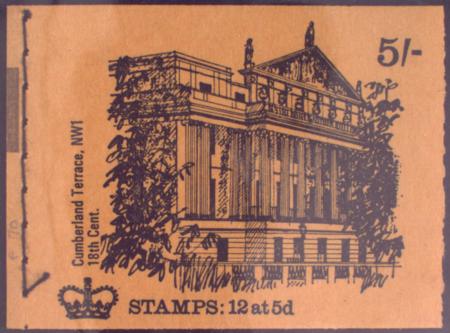 5/-
Cumberland Terrace, NW1
18th Cent.
STAMPS: 12 at 5d